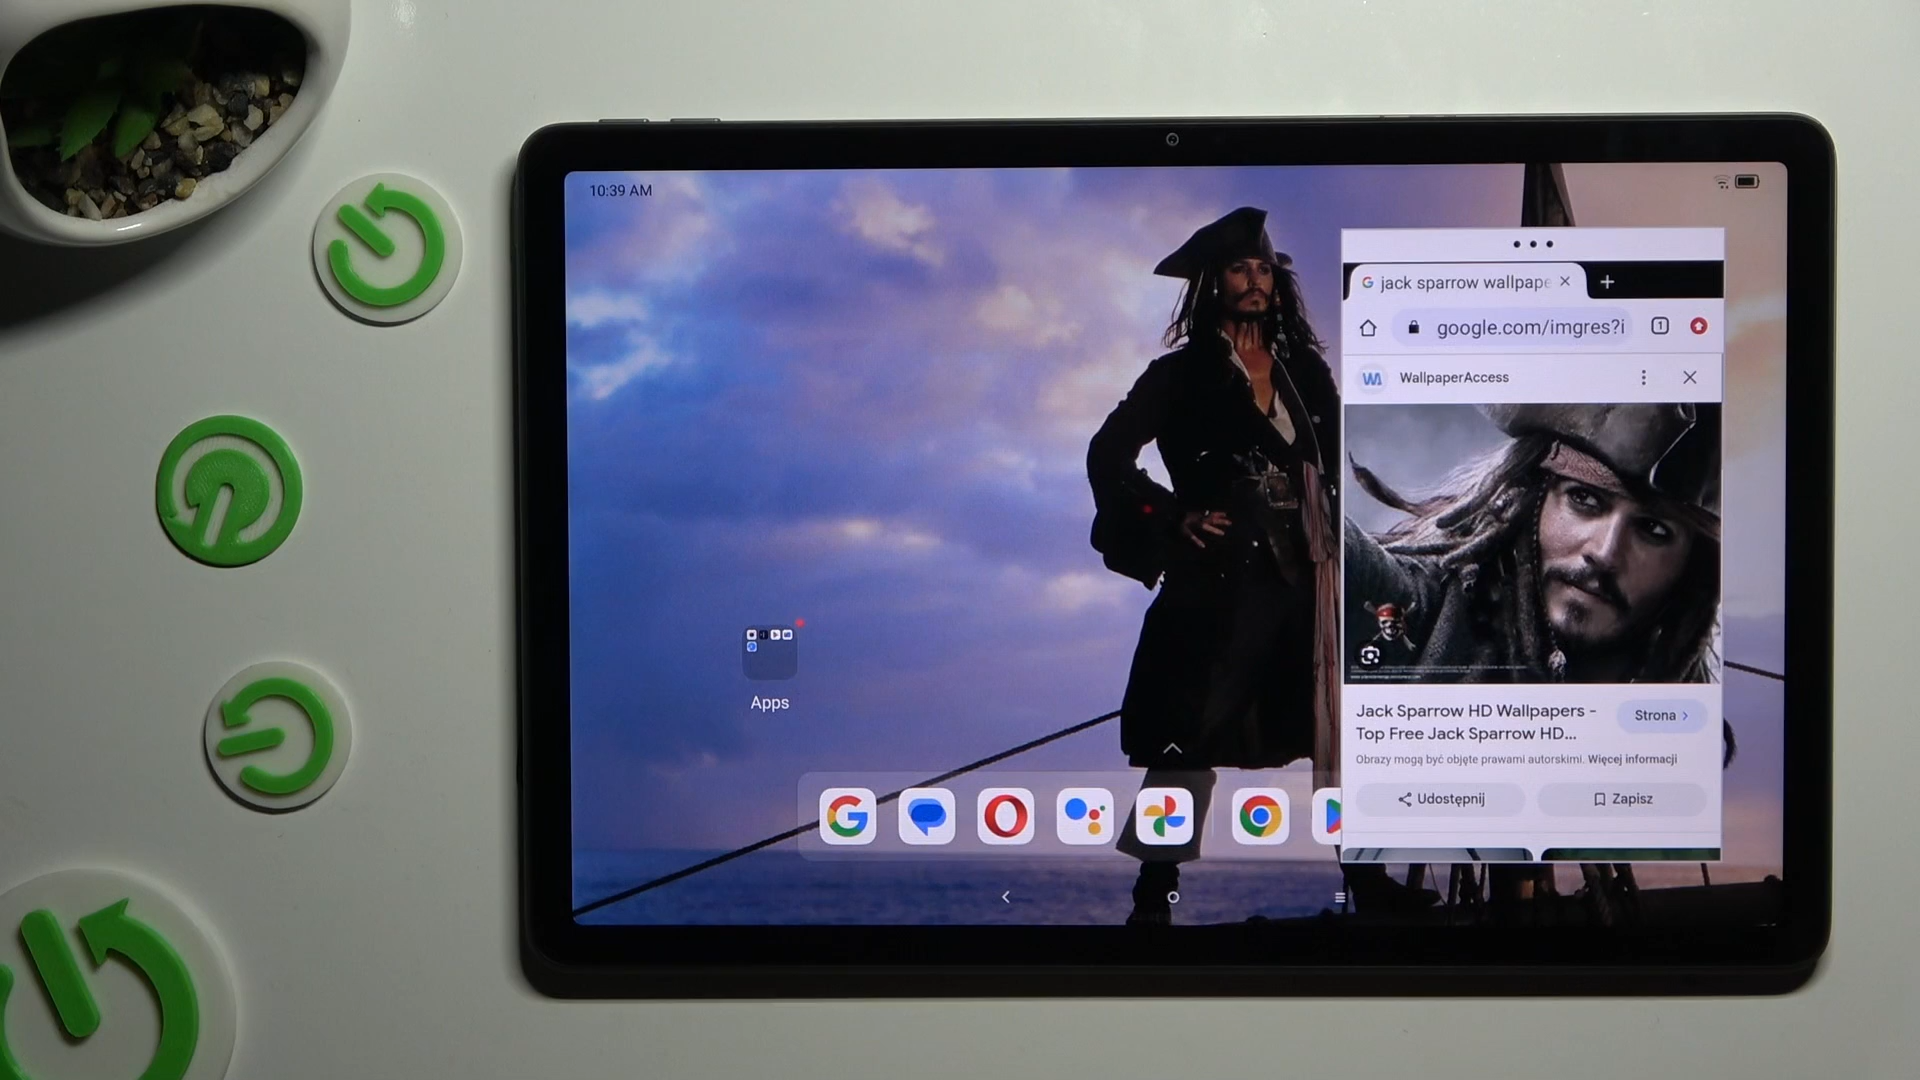 10:39 AM
jack sparrow wallpape
google.com/imgres?i
1
WallpaperAccess
Jack Sparrow HD Wallpapers -
Top Free Jack Sparrow HD...
Strona
Obrazy mogą być objęte prawami autorskimi. Więcej informacji
Udostępnij
Zapisz
Apps